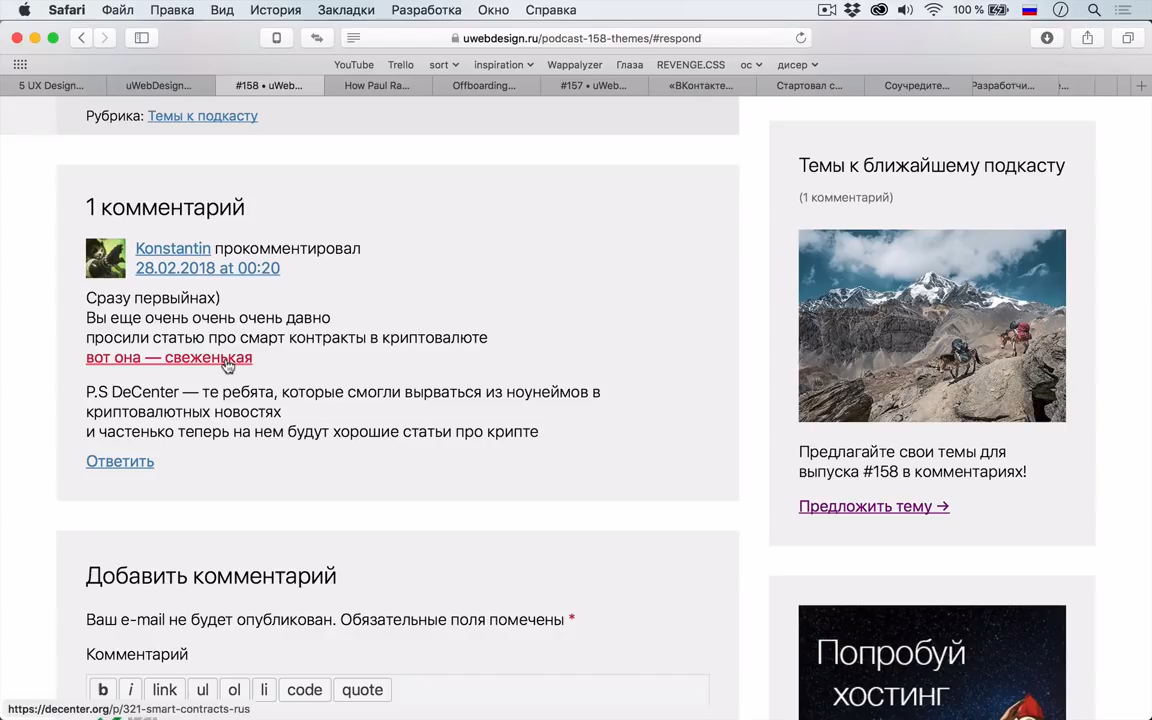 Safari Файл Правка Вид История Закладки Разработка Окно Справка 100 %
uwebdesign.ru/podcast-158-themes/#respond
YouTube Trello sort inspiration Wappalyzer Глаза REVENGE.CSS ос дисер
5 UX Design... uWebDesign... #158 • uWeb... How Paul Ra... Offboarding... #157 • uWeb... «ВКонтакте... Стартовал с... Соучредите... Разработчи...
Рубрика: Темы к подкасту
1 комментарий
Konstantin прокомментировал
28.02.2018 at 00:20
Сразу первыйнах)
Вы еще очень очень очень давно
просили статью про смарт контракты в криптовалюте
вот она — свеженькая
P.S DeCenter — те ребята, которые смогли вырваться из ноунеймов в
криптовалютных новостях
и частенько теперь на нем будут хорошие статьи про крипте
Ответить
Добавить комментарий
Ваш e-mail не будет опубликован. Обязательные поля помечены *
Комментарий
b i link ul ol li code quote
https://decenter.org/p/321-smart-contracts-rus
Темы к ближайшему подкасту
(1 комментарий)
Предлагайте свои темы для
выпуска #158 в комментариях!
Предложить тему →
Попробуй
хостинг